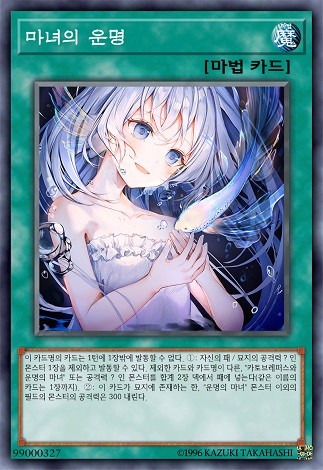 마녀의 운명
魔
[마법 카드]
이 카드명의 카드는 1턴에 1장밖에 발동할 수 없다. ①: 자신의 패 / 묘지의 공격력 ? 인
몬스터 1장을 제외하고 발동할 수 있다. 제외한 카드와 카드명이 다른, "카토브레파스와
운명의 마녀" 또는 공격력 ? 인 몬스터를 합계 2장 덱에서 패에 넣는다(같은 이름의
카드는 1장까지). ②: 이 카드가 묘지에 존재하는 한, "운명의 마녀" 몬스터 이외의
필드의 몬스터의 공격력은 300 내린다.
99000327
©1996 KAZUKI TAKAHASHI